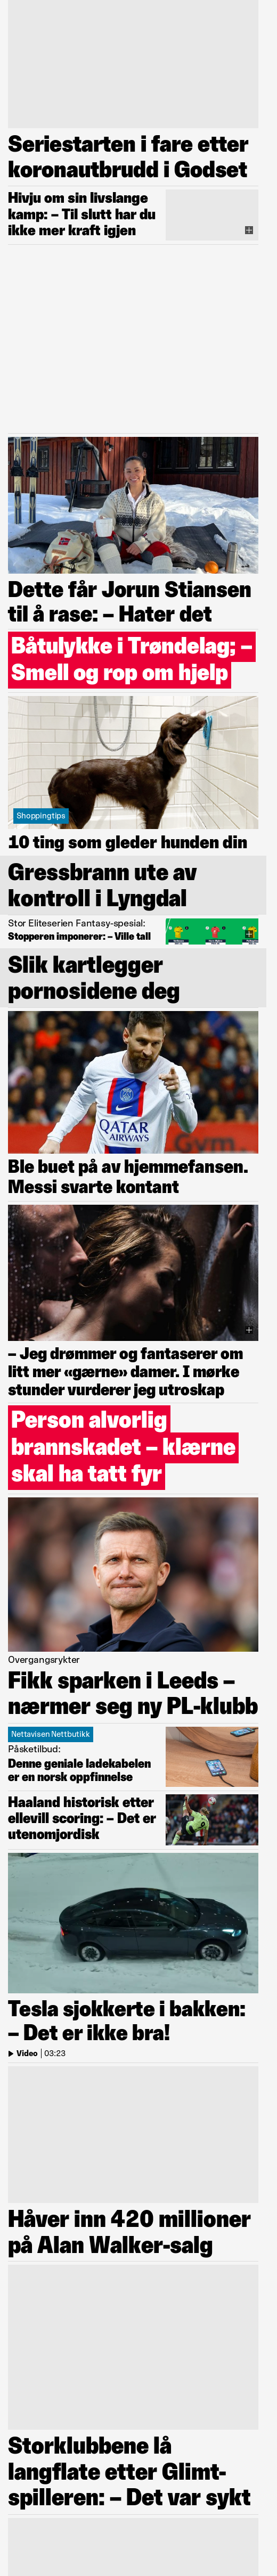 Seriestarten i fare etter
koronautbrudd i Godset
Hivju om sin livslange
kamp: – Til slutt har du
ikke mer kraft igjen
Dette får Jorun Stiansen
til å rase: – Hater det
Båtulykke i Trøndelag; –
Smell og rop om hjelp
Shoppingtips
10 ting som gleder hunden din
Gressbrann ute av
kontroll i Lyngdal
Stor Eliteserien Fantasy-spesial:
Stopperen imponerer: – Ville tall
Slik kartlegger
pornosidene deg
QATAR
AIRWAYS
Ble buet på av hjemmefansen.
Messi svarte kontant
– Jeg drømmer og fantaserer om
litt mer «gærne» damer. I mørke
stunder vurderer jeg utroskap
Person alvorlig
brannskadet – klærne
skal ha tatt fyr
Overgangsrykter
Fikk sparken i Leeds –
nærmer seg ny PL-klubb
Nettavisen Nettbutikk
Påsketilbud:
Denne geniale ladekabelen
er en norsk oppfinnelse
Haaland historisk etter
ellevill scoring: – Det er
utenomjordisk
Tesla sjokkerte i bakken:
– Det er ikke bra!
Video | 03:23
Håver inn 420 millioner
på Alan Walker-salg
Storklubbene lå
langflate etter Glimt-
spilleren: – Det var sykt